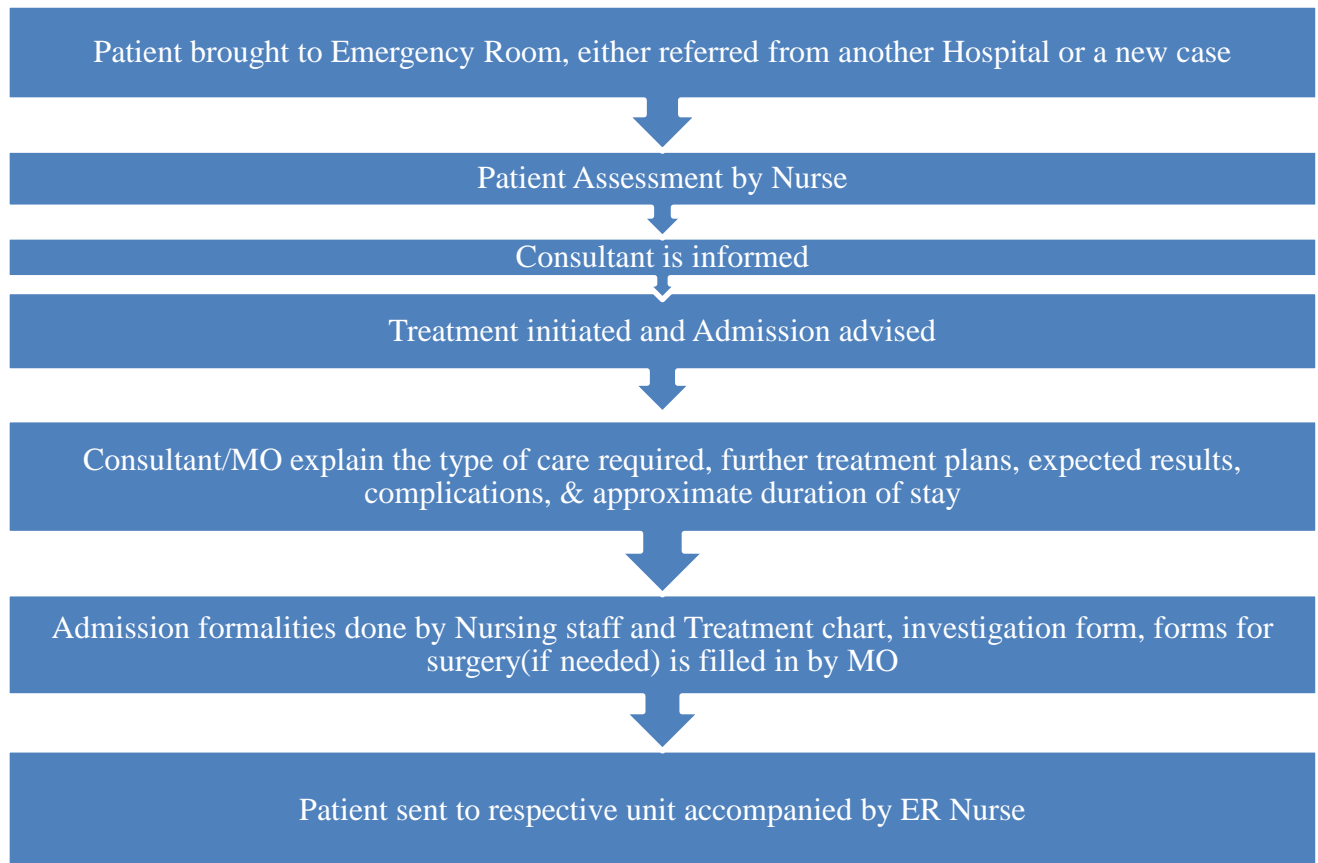 Patient brought to Emergency Room, either referred from another Hospital or a new case
Patient Assessment by Nurse
Consultant is informed
Treatment initiated and Admission advised
Consultant/MO explain the type of care required, further treatment plans, expected results,
complications, & approximate duration of stay
Admission formalities done by Nursing staff and Treatment chart, investigation form, forms for
surgery(if needed) is filled in by MO
Patient sent to respective unit accompanied by ER Nurse